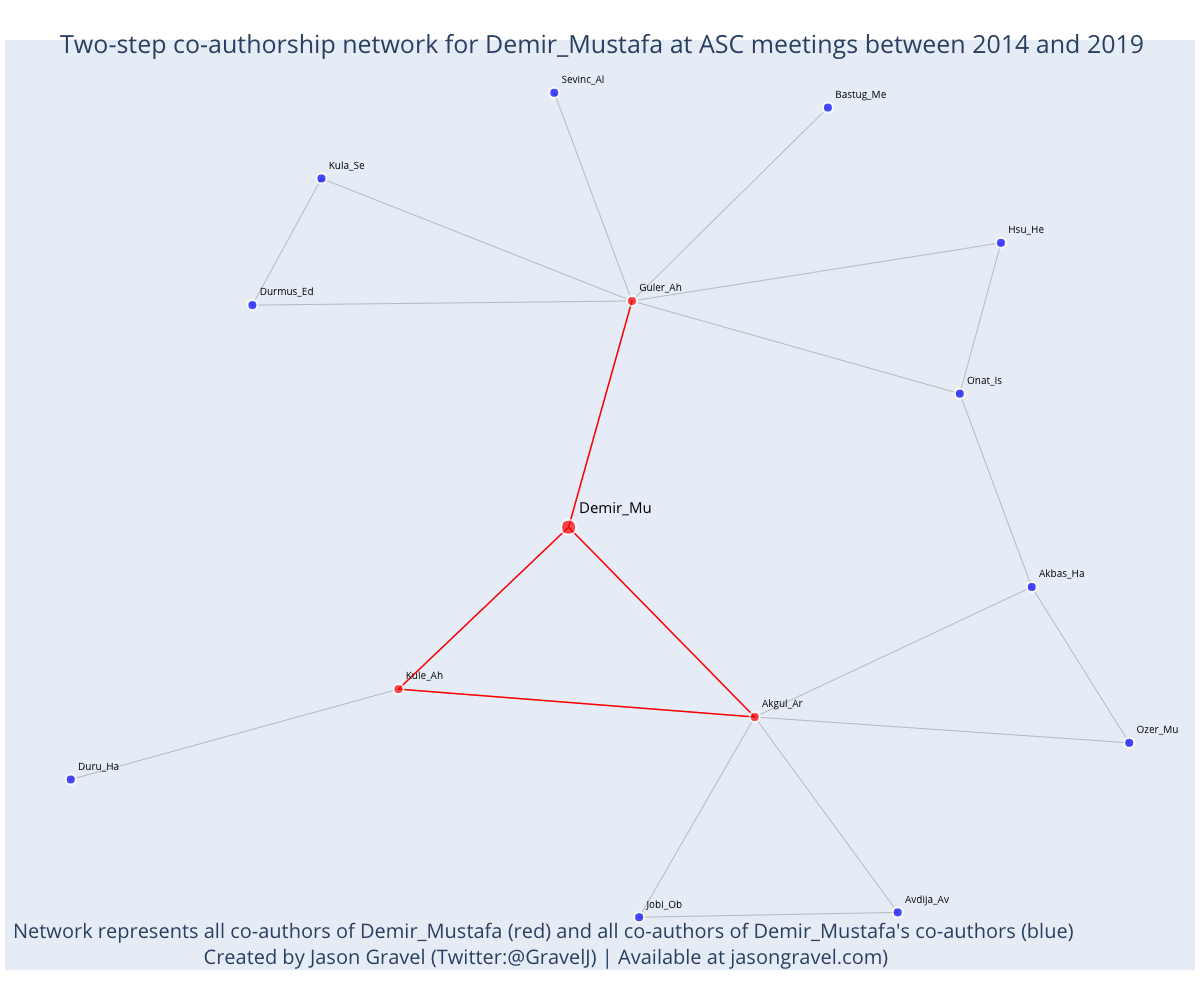 Two-step co-authorship network for Demir_Mustafa at ASC meetings between 2014 and 2019
Sevinc_Al
Bastug_Me
Kula_Se
Hsu_He
Guler_Ah
Durmus_Ed
Onat_Is
Demir_Mu
Akbas_Ha
Kule_Ah
Akgul_Ar
Ozer_Mu
Duru_Ha
Jobi_Ob
Avdija_Av
Network represents all co-authors of Demir_Mustafa (red) and all co-authors of Demir_Mustafa's co-authors (blue)
Created by Jason Gravel (Twitter:@GravelJ) | Available at jasongravel.com)